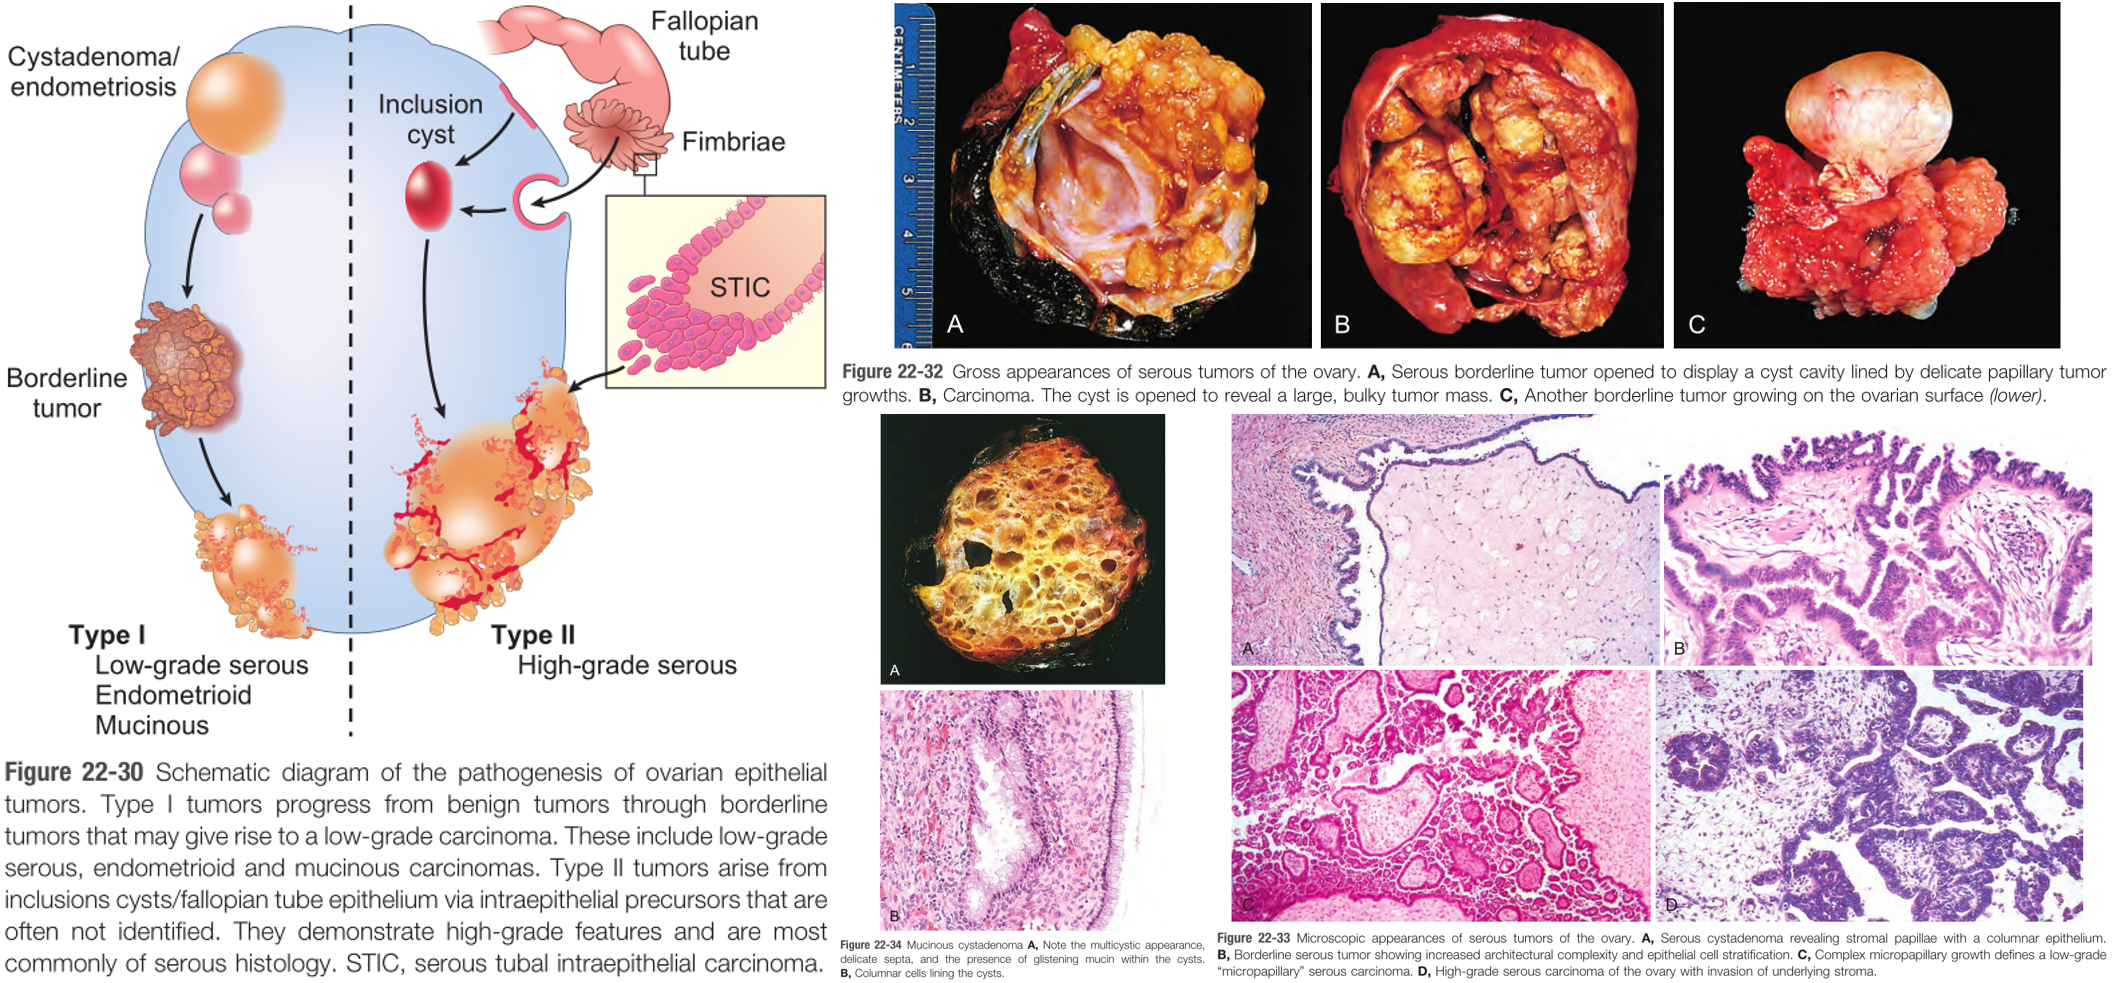 Cystadenoma/
endometriosis
Inclusion
cyst
Fallopian
tube
Fimbriae
STIC
Borderline
tumor
Type I
Low-grade serous
Endometrioid
Mucinous
Type II
High-grade serous
Figure 22-30 Schematic diagram of the pathogenesis of ovarian epithelial
tumors. Type I tumors progress from benign tumors through borderline
tumors that may give rise to a low-grade carcinoma. These include low-grade
serous, endometrioid and mucinous carcinomas. Type II tumors arise from
inclusions cysts/fallopian tube epithelium via intraepithelial precursors that are
often not identified. They demonstrate high-grade features and are most
commonly of serous histology. STIC, serous tubal intraepithelial carcinoma.
CENTIMETERS
1
2
3
4
5
6
A
B
C
Figure 22-32 Gross appearances of serous tumors of the ovary. A, Serous borderline tumor opened to display a cyst cavity lined by delicate papillary tumor
growths. B, Carcinoma. The cyst is opened to reveal a large, bulky tumor mass. C, Another borderline tumor growing on the ovarian surface (lower).
A
B
Figure 22-34 Mucinous cystadenoma A, Note the multicystic appearance,
delicate septa, and the presence of glistening mucin within the cysts.
B, Columnar cells lining the cysts.
A
B
C
D
Figure 22-33 Microscopic appearances of serous tumors of the ovary. A, Serous cystadenoma revealing stromal papillae with a columnar epithelium.
B, Borderline serous tumor showing increased architectural complexity and epithelial cell stratification. C, Complex micropapillary growth defines a low-grade
“micropapillary” serous carcinoma. D, High-grade serous carcinoma of the ovary with invasion of underlying stroma.